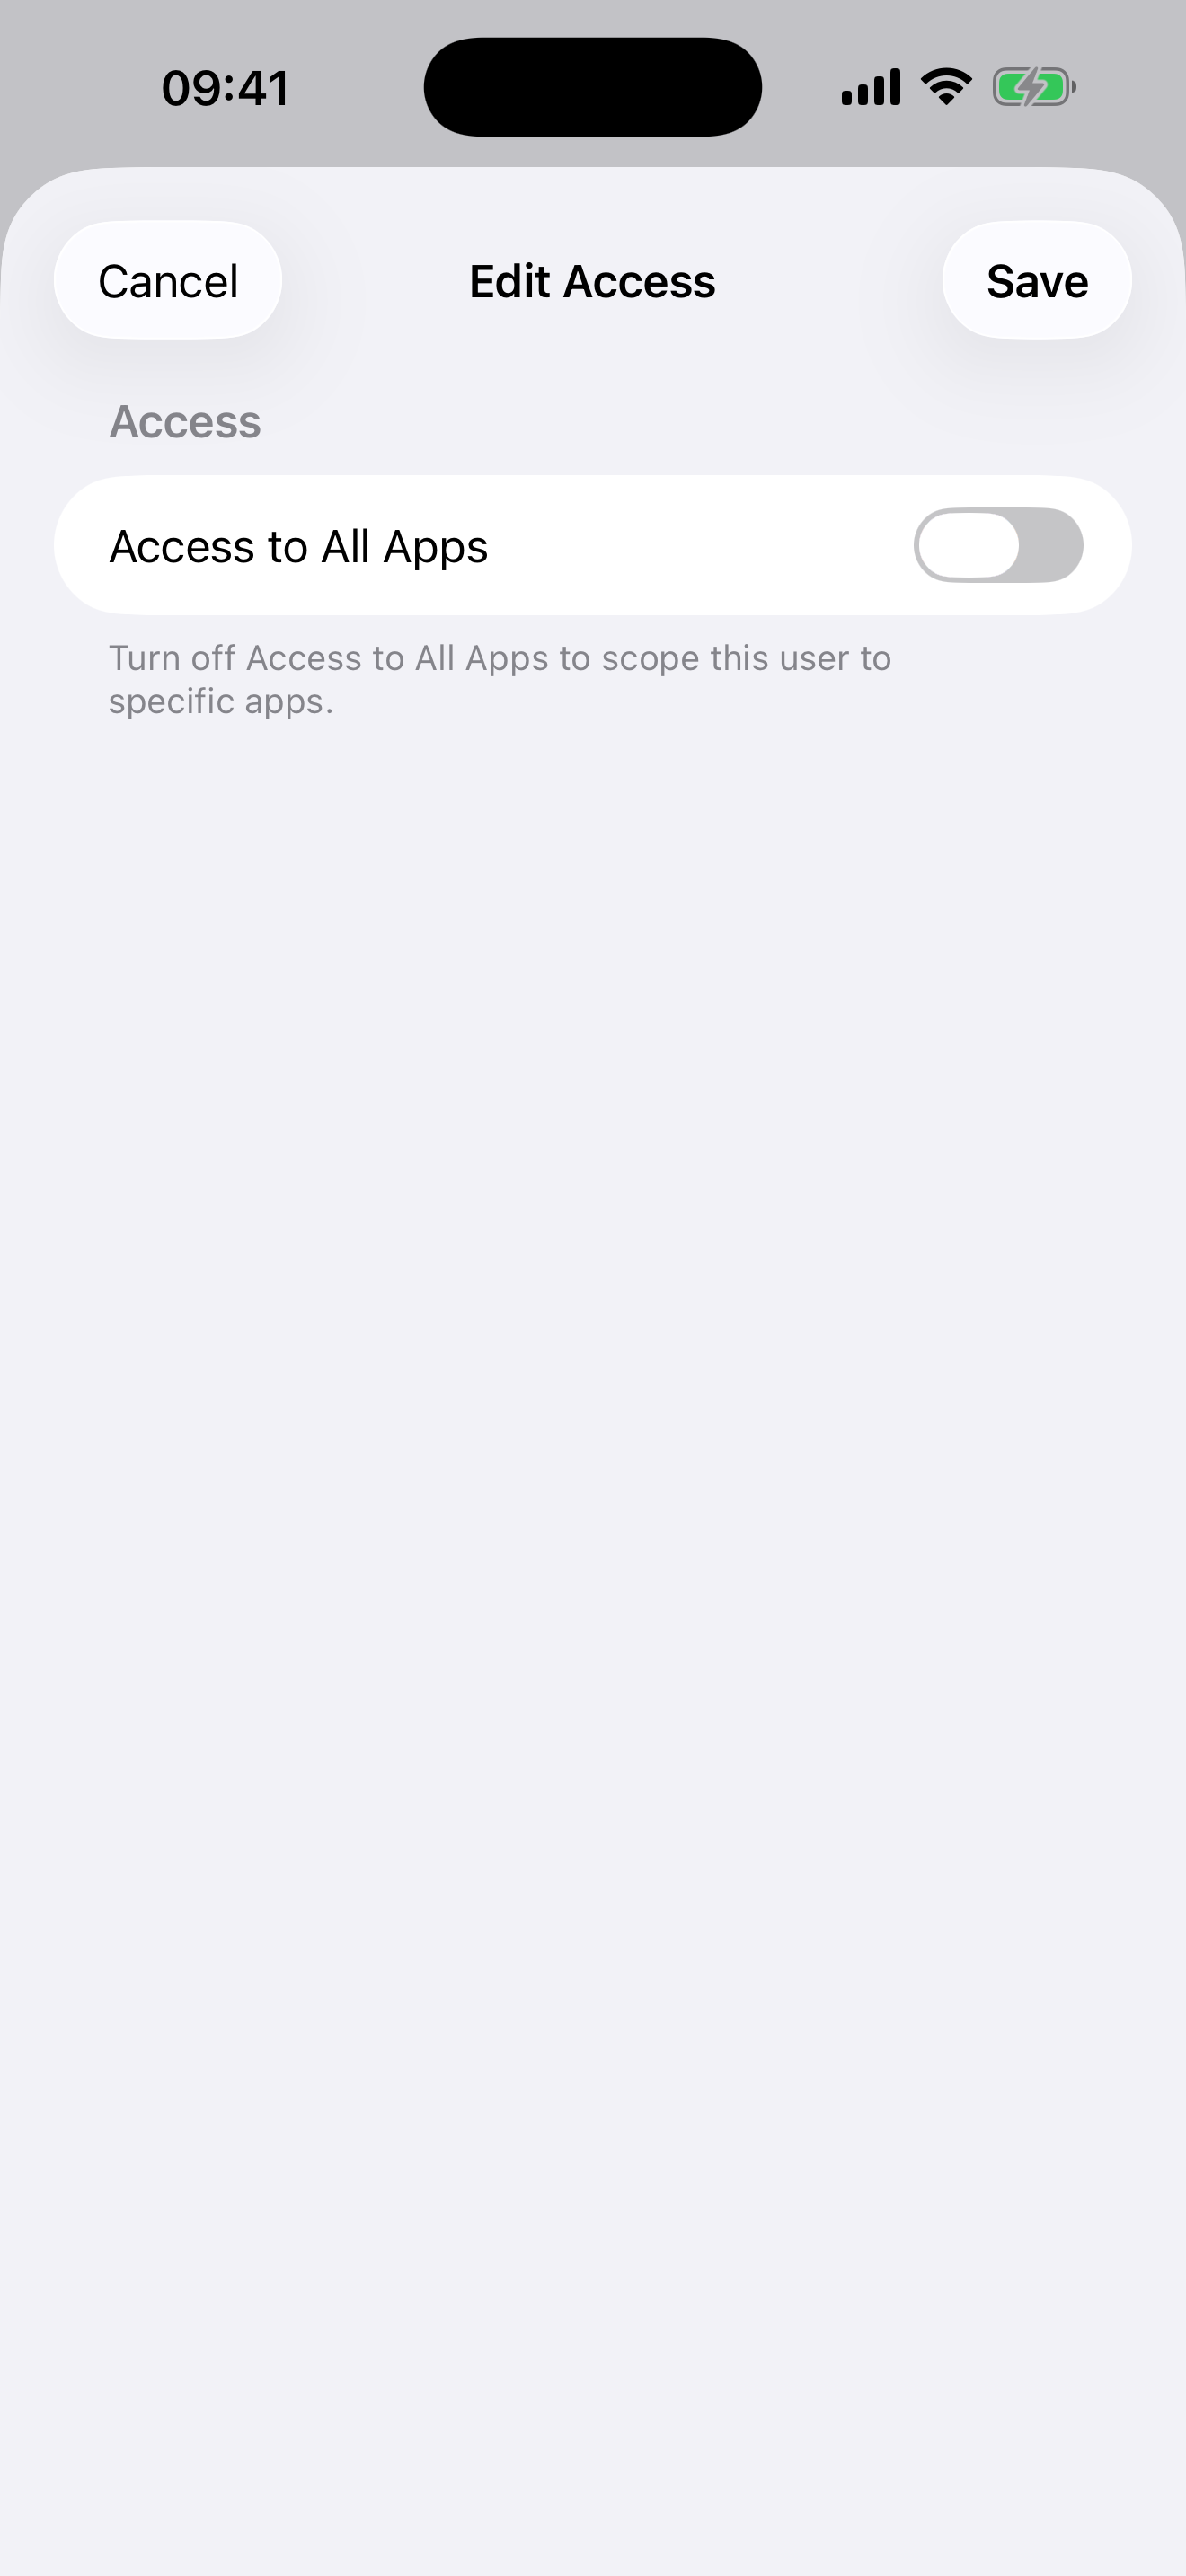 09:41
Cancel
Edit Access
Save
Access
Access to All Apps
Turn off Access to All Apps to scope this user to
specific apps.